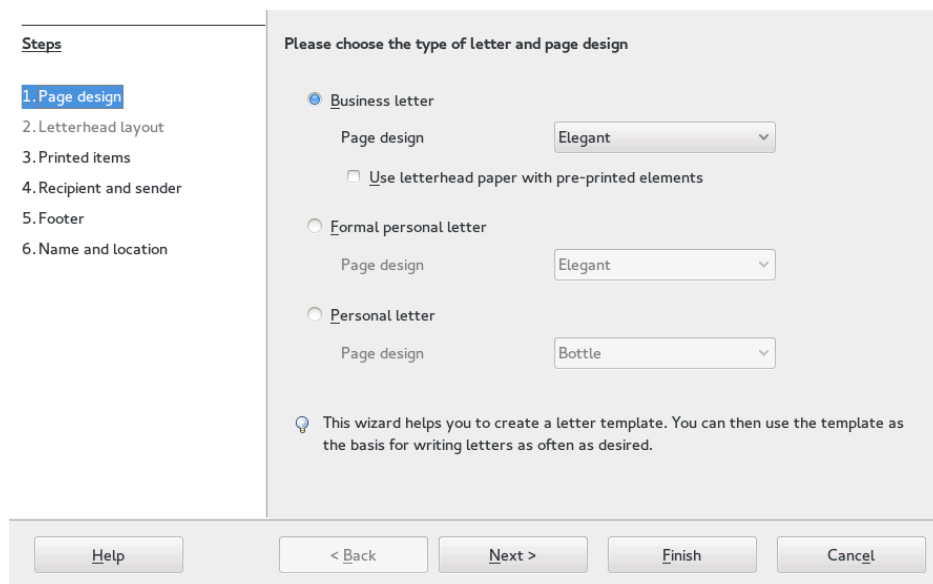 Steps
1. Page design
2. Letterhead layout
3. Printed items
4. Recipient and sender
5. Footer
6. Name and location
Please choose the type of letter and page design
Business letter
Page design
Elegant
Use letterhead paper with pre-printed elements
Formal personal letter
Page design
Elegant
Personal letter
Page design
Bottle
This wizard helps you to create a letter template. You can then use the template as
the basis for writing letters as often as desired.
Help
< Back
Next >
Finish
Cancel